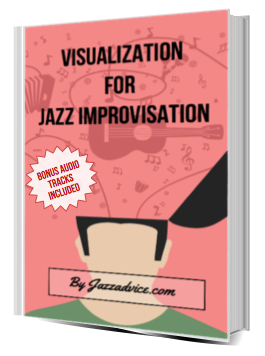 VISUALIZATION
FOR
JAZZ IMPROVISATION
BONUS AUDIO
TRACKS
INCLUDED
By Jazzadvice.com